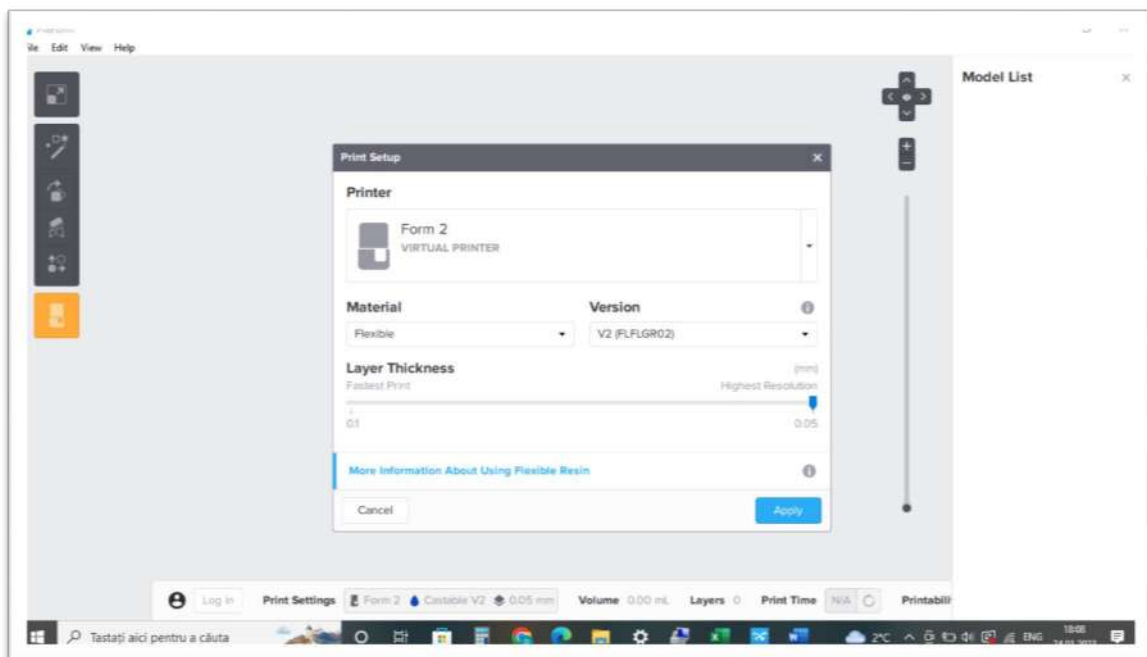 File Edit View Help
Model List
Print Setup
Printer
Form 2
VIRTUAL PRINTER
Material
Version
Flexible
V2 (FLFLGR02)
Layer Thickness
(mm)
Fastest Print
Highest Resolution
0.1
0.05
More Information About Using Flexible Resin
Cancel
Apply
Log in Print Settings Form 2 Castable V2 0.05 mm Volume 0.00 mL Layers 0 Print Time N/A
Tastați aici pentru a căuta
2°C
ENG
18:08